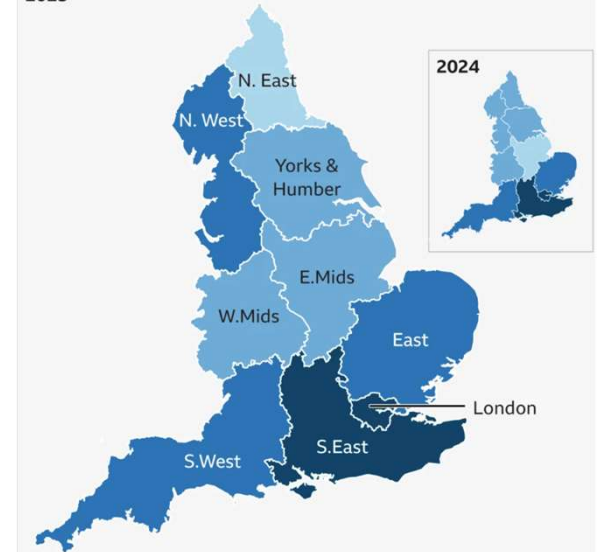 N. East
2024
N. West
Yorks &
Humber
E.Mids
W.Mids
East
London
S.East
S.West